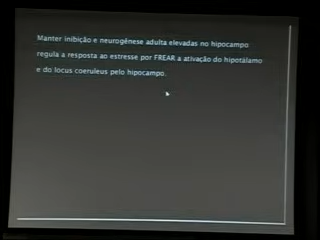 Manter inibição e neurogênese adulta elevadas no hipocampo
regula a resposta ao estresse por FREAR a ativação do hipotálamo
e do locus coeruleus pelo hipocampo.